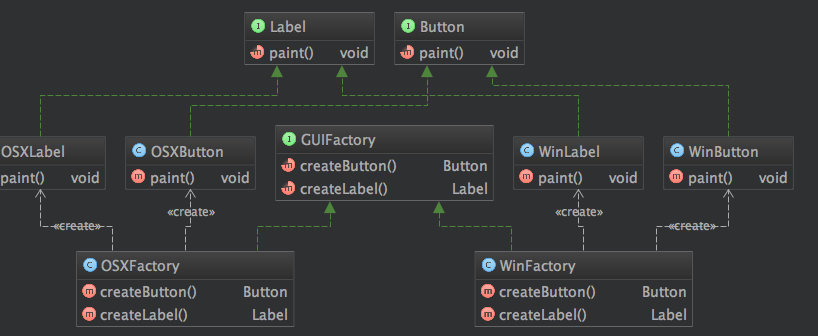 Label
paint() void
Button
paint() void
OSXLabel
paint() void
OSXButton
paint() void
GUIFactory
createButton() Button
createLabel() Label
WinLabel
paint() void
WinButton
paint() void
«create»
«create»
«create»
«create»
OSXFactory
createButton() Button
createLabel() Label
WinFactory
createButton() Button
createLabel() Label